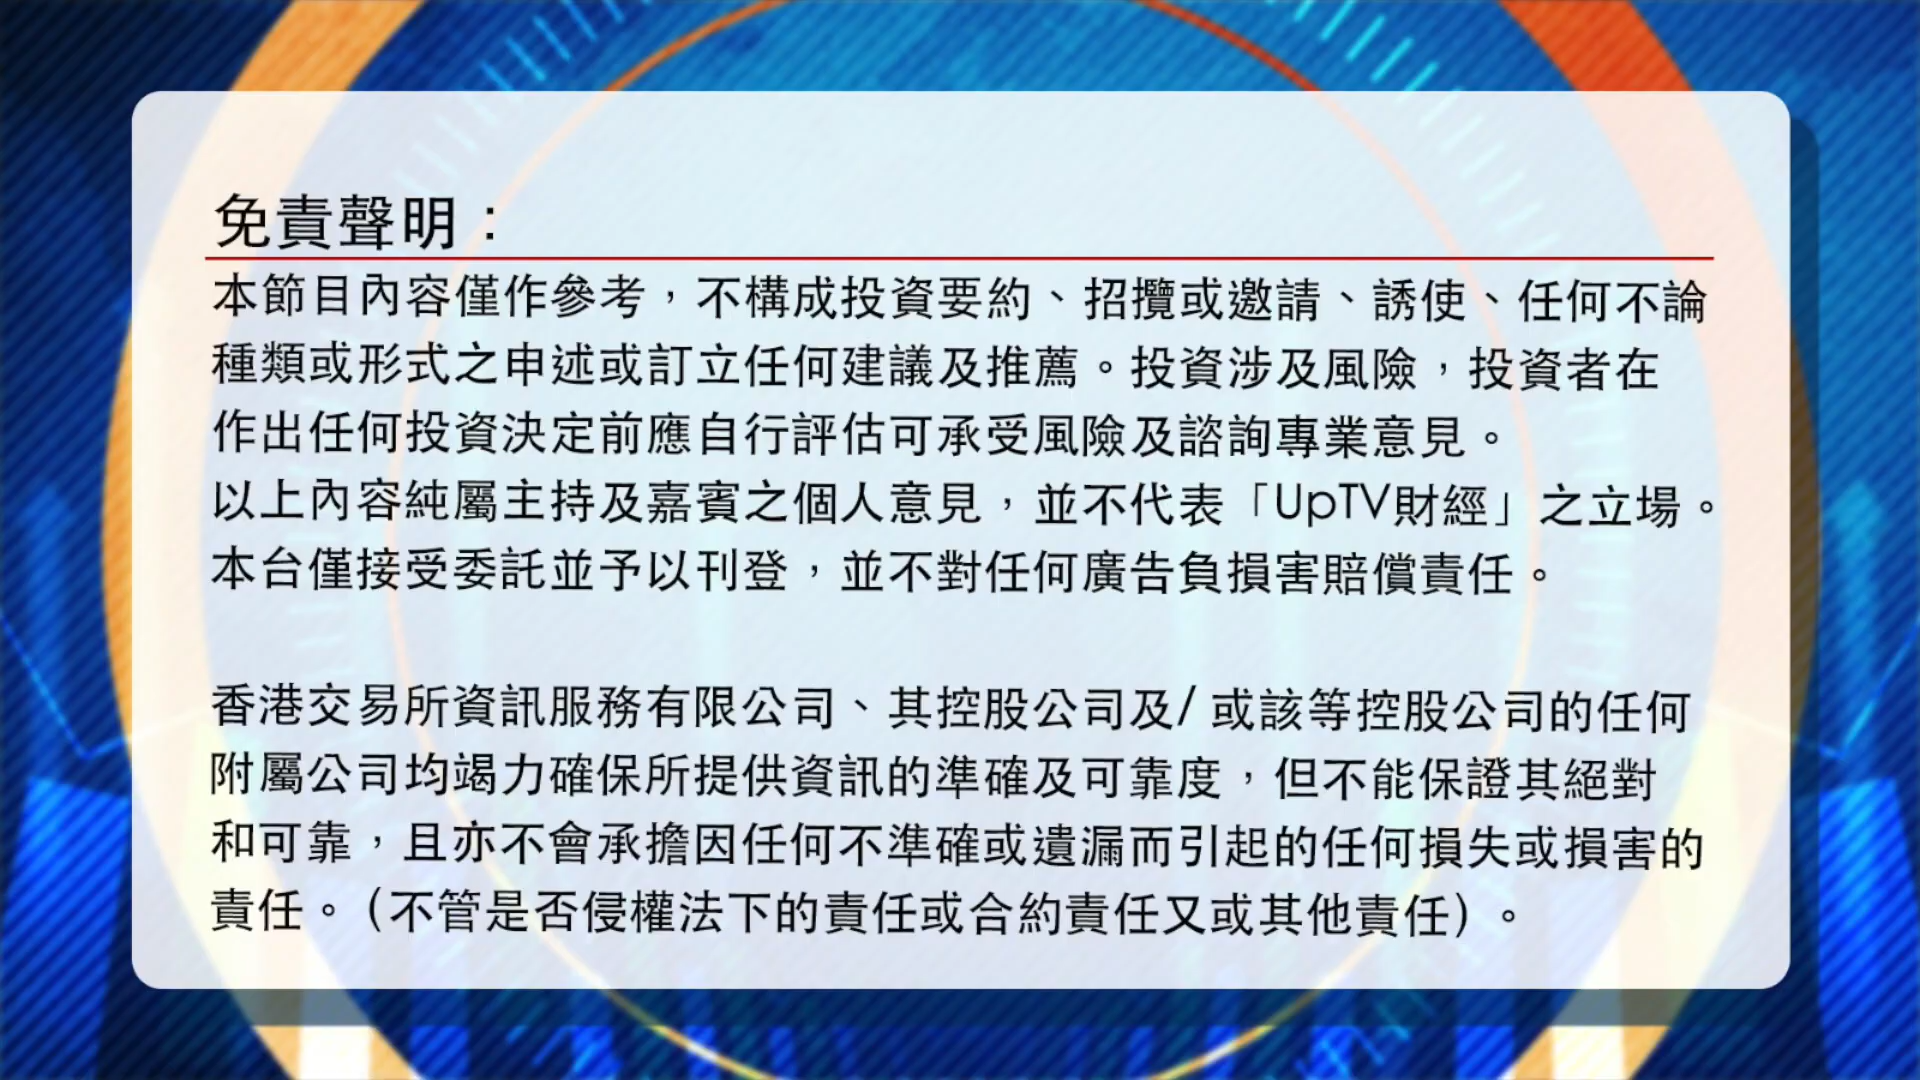 免責聲明：
本節目內容僅作參考，不構成投資要約、招攬或邀請、誘使、任何不論
種類或形式之申述或訂立任何建議及推薦。投資涉及風險，投資者在
作出任何投資決定前應自行評估可承受風險及諮詢專業意見。
以上內容純屬主持及嘉賓之個人意見，並不代表「UpTV財經」之立場。
本台僅接受委託並予以刊登，並不對任何廣告負損害賠償責任。
香港交易所資訊服務有限公司、其控股公司及/ 或該等控股公司的任何
附屬公司均竭力確保所提供資訊的準確及可靠度，但不能保證其絕對
和可靠，且亦不會承擔因任何不準確或遺漏而引起的任何損失或損害的
責任。（不管是否侵權法下的責任或合約責任又或其他責任）。